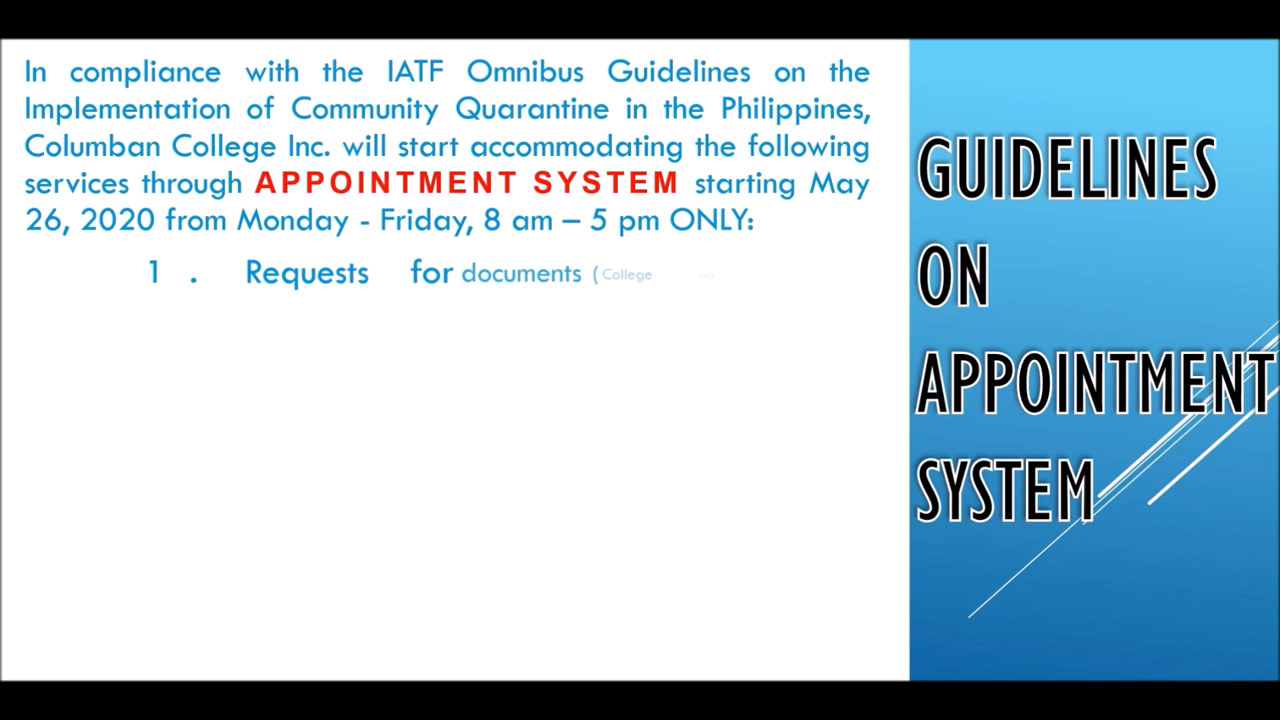 In compliance with the IATF Omnibus Guidelines on the
Implementation of Community Quarantine in the Philippines,
Columban College Inc. will start accommodating the following
services through APPOINTMENT SYSTEM starting May
26, 2020 from Monday - Friday, 8 am – 5 pm ONLY:
1 . Requests for documents (College
GUIDELINES
ON
APPOINTMENT
SYSTEM